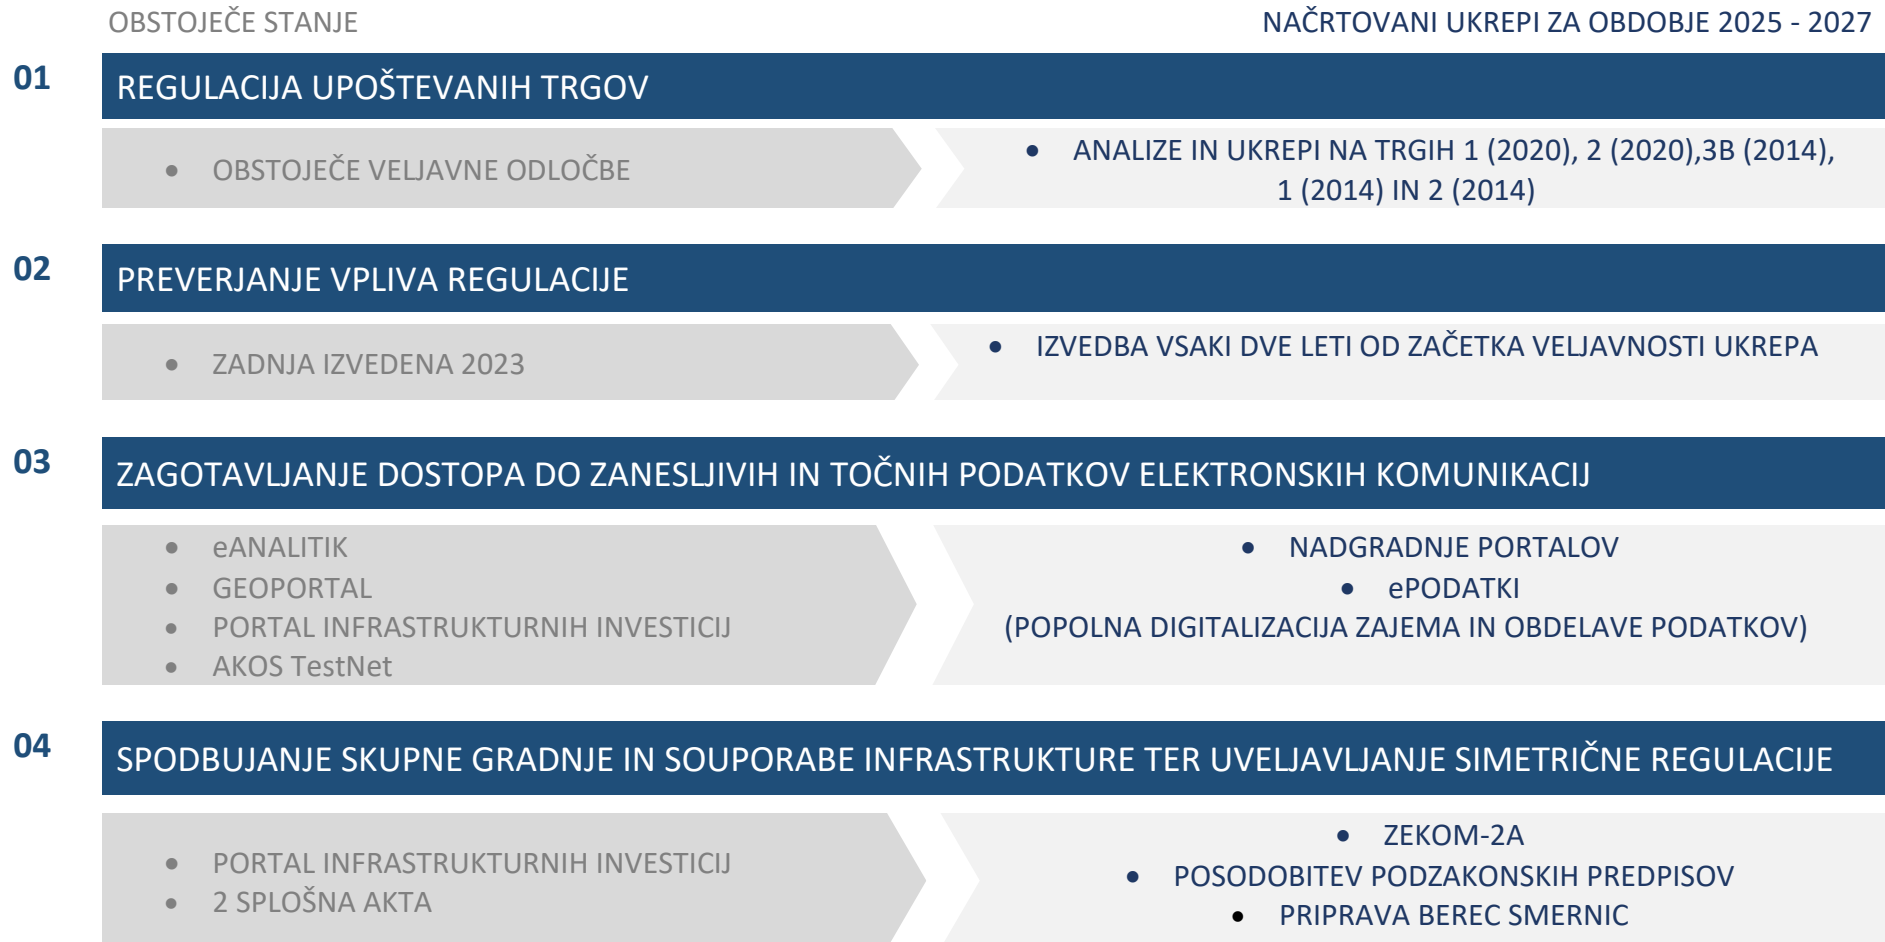 OBSTOJEČE STANJE
NAČRTOVANI UKREPI ZA OBDOBJE 2025 - 2027
01
REGULACIJA UPOŠTEVANIH TRGOV
• OBSTOJEČE VELJAVNE ODLOČBE
• ANALIZE IN UKREPI NA TRGIH 1 (2020), 2 (2020),3B (2014),
1 (2014) IN 2 (2014)
02
PREVERJANJE VPLIVA REGULACIJE
• ZADNJA IZVEDENA 2023
• IZVEDBA VSAKI DVE LETI OD ZAČETKA VELJAVNOSTI UKREPA
03
ZAGOTAVLJANJE DOSTOPA DO ZANESLJIVIH IN TOČNIH PODATKOV ELEKTRONSKIH KOMUNIKACIJ
• eANALITIK
• GEOPORTAL
• PORTAL INFRASTRUKTURNIH INVESTICIJ
• AKOS TestNet
• NADGRADNJE PORTALOV
• ePODATKI
(POPOLNA DIGITALIZACIJA ZAJEMA IN OBDELAVE PODATKOV)
04
SPODBUJANJE SKUPNE GRADNJE IN SOUPORABE INFRASTRUKTURE TER UVELJAVLJANJE SIMETRIČNE REGULACIJE
• PORTAL INFRASTRUKTURNIH INVESTICIJ
• 2 SPLOŠNA AKTA
• ZEKOM-2A
• POSODOBITEV PODZAKONSKIH PREDPISOV
• PRIPRAVA BEREC SMERNIC